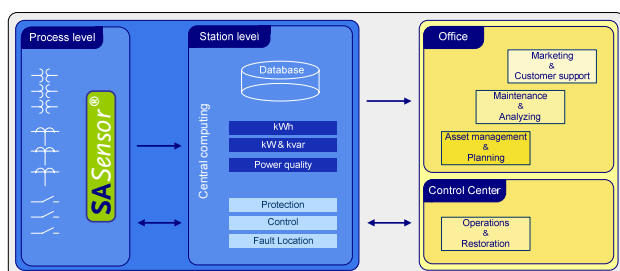 Process level
SASensor®
Station level
Central computing
Database
kWh
kW & kvar
Power quality
Protection
Control
Fault Location
Office
Marketing
&
Customer support
Maintenance
&
Analyzing
Asset management
&
Planning
Control Center
Operations
&
Restoration